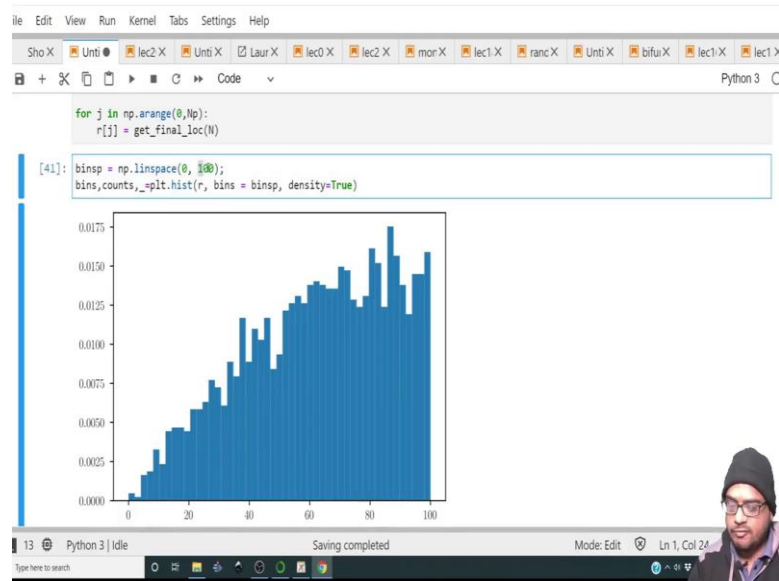 ile Edit View Run Kernel Tabs Settings Help
Sho X Unti lec2 X Unti X Laur X lec0 X lec2 X mor X lec1 X ranc X Unti X bifu X lec1 X lec1 X
Code Python 3
for j in np.arange(0,Np):
r[j] = get_final_loc(N)
[41]: binsp = np.linspace(0, 100);
bins,counts,_=plt.hist(r, bins = binsp, density=True)
0.0175
0.0150
0.0125
0.0100
0.0075
0.0050
0.0025
0.0000
0 20 40 60 80 100
13 Python 3 | Idle Saving completed Mode: Edit Ln 1, Col 24
Type here to search